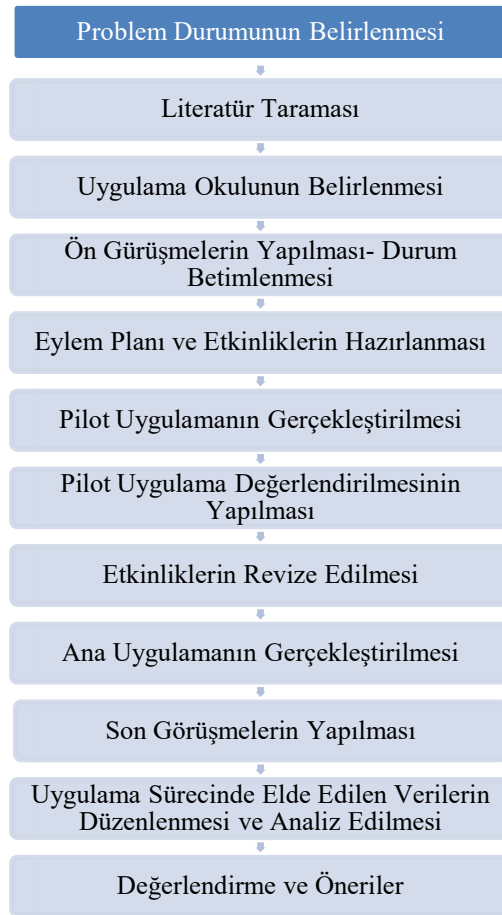 Problem Durumunun Belirlenmesi
Literatür Taraması
Uygulama Okulunun Belirlenmesi
Ön Gürüşmelerin Yapılması- Durum
Betimlenmesi
Eylem Planı ve Etkinliklerin Hazırlanması
Pilot Uygulamanın Gerçekleştirilmesi
Pilot Uygulama Değerlendirilmesinin
Yapılması
Etkinliklerin Revize Edilmesi
Ana Uygulamanın Gerçekleştirilmesi
Son Görüşmelerin Yapılması
Uygulama Sürecinde Elde Edilen Verilerin
Düzenlenmesi ve Analiz Edilmesi
Değerlendirme ve Öneriler